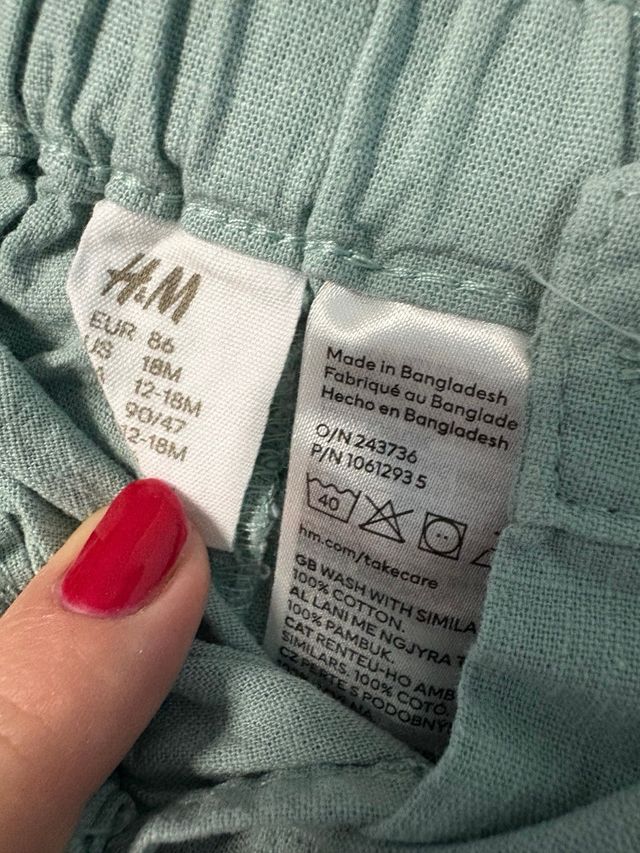 H&M
EUR 86
US 18M
12-18M
90/47
12-18M
Made in Bangladesh
Fabriqué au Banglade
Hecho en Bangladesh
O/N 243736
P/N 1061293 5
40
hm.com/takecare
GB WASH WITH SIMILA
100% COTTON.
AL LANI ME NGJYRA T
100% PAMBUK.
CAT RENTEU-HO AMB
SIMILARS. 100% COTÓ.
CZ PERTE S PODOBNÝ